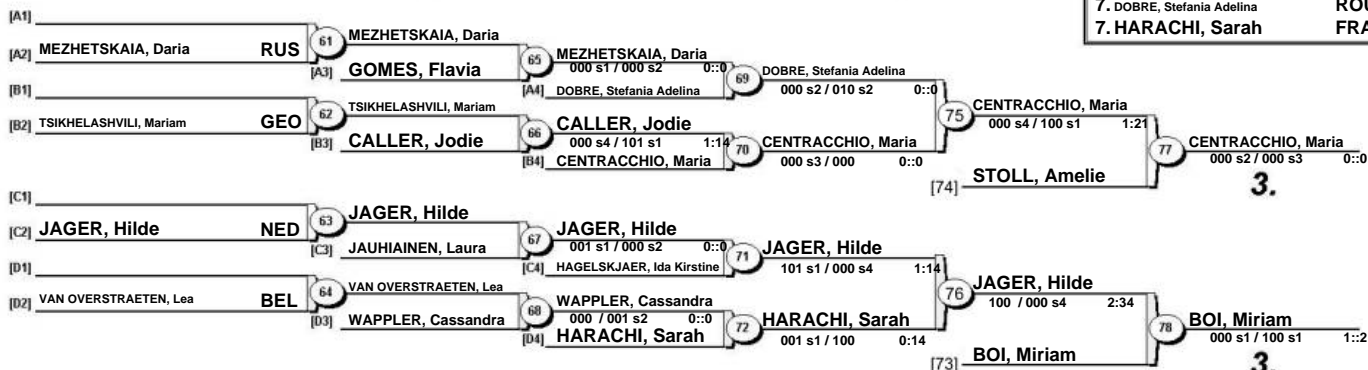 7. DOBRE, Stefania Adelina ROU
7. HARACHI, Sarah FRA
[A1]
[A2] MEZHETSKAIA, Daria RUS
61 MEZHETSKAIA, Daria
[A3] GOMES, Flavia
65 MEZHETSKAIA, Daria
000 s1 / 000 s2 0::0
[A4] DOBRE, Stefania Adelina
69 DOBRE, Stefania Adelina
000 s2 / 010 s2 0::0
[B1]
[B2] TSIKHELASHVILI, Mariam GEO
62 TSIKHELASHVILI, Mariam
[B3] CALLER, Jodie
66 CALLER, Jodie
000 s4 / 101 s1 1:14
[B4] CENTRACCHIO, Maria
70 CENTRACCHIO, Maria
000 s3 / 000 0::0
75 CENTRACCHIO, Maria
000 s4 / 100 s1 1:21
[74] STOLL, Amelie
77 CENTRACCHIO, Maria
000 s2 / 000 s3 0::0
3.
[C1]
[C2] JAGER, Hilde NED
63 JAGER, Hilde
[C3] JAUHIAINEN, Laura
67 JAGER, Hilde
001 s1 / 000 s2 0::0
[C4] HAGELSKJAER, Ida Kirstine
71 JAGER, Hilde
101 s1 / 000 s4 1:14
[D1]
[D2] VAN OVERSTRAETEN, Lea BEL
64 VAN OVERSTRAETEN, Lea
[D3] WAPPLER, Cassandra
68 WAPPLER, Cassandra
000 / 001 s2 0::0
[D4] HARACHI, Sarah
72 HARACHI, Sarah
001 s1 / 100 0:14
76 JAGER, Hilde
100 / 000 s4 2:34
[73] BOI, Miriam
78 BOI, Miriam
000 s1 / 100 s1 1::2
3.